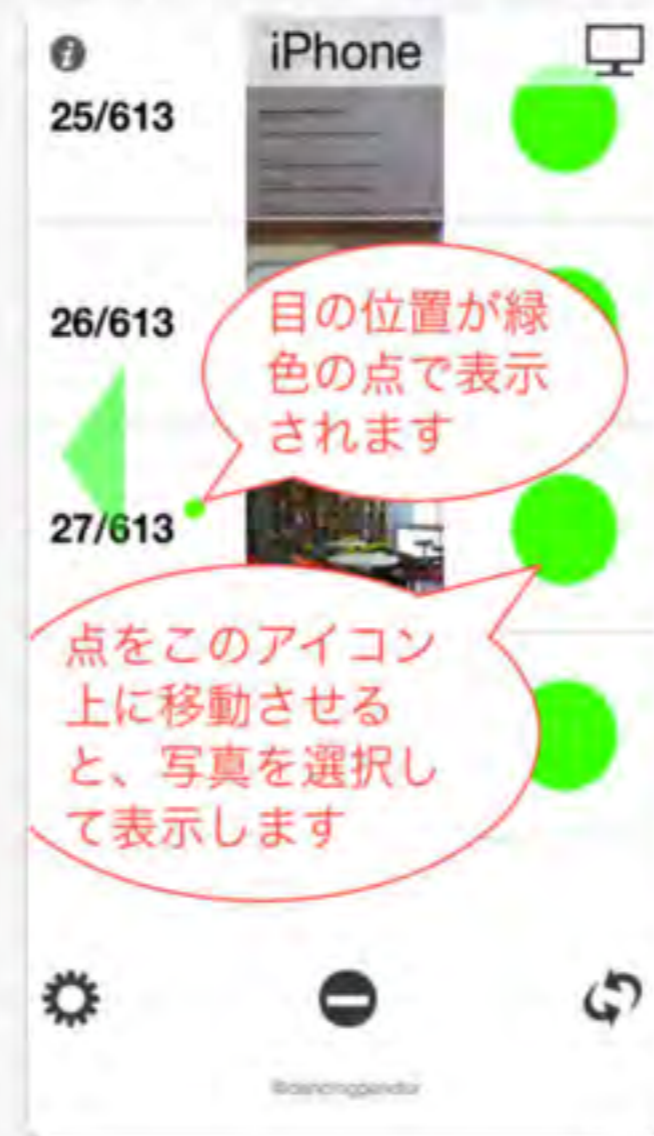 iPhone
25/613
26/613
目の位置が緑
色の点で表示
されます
27/613
点をこのアイコン
上に移動させる
と、写真を選択し
て表示します